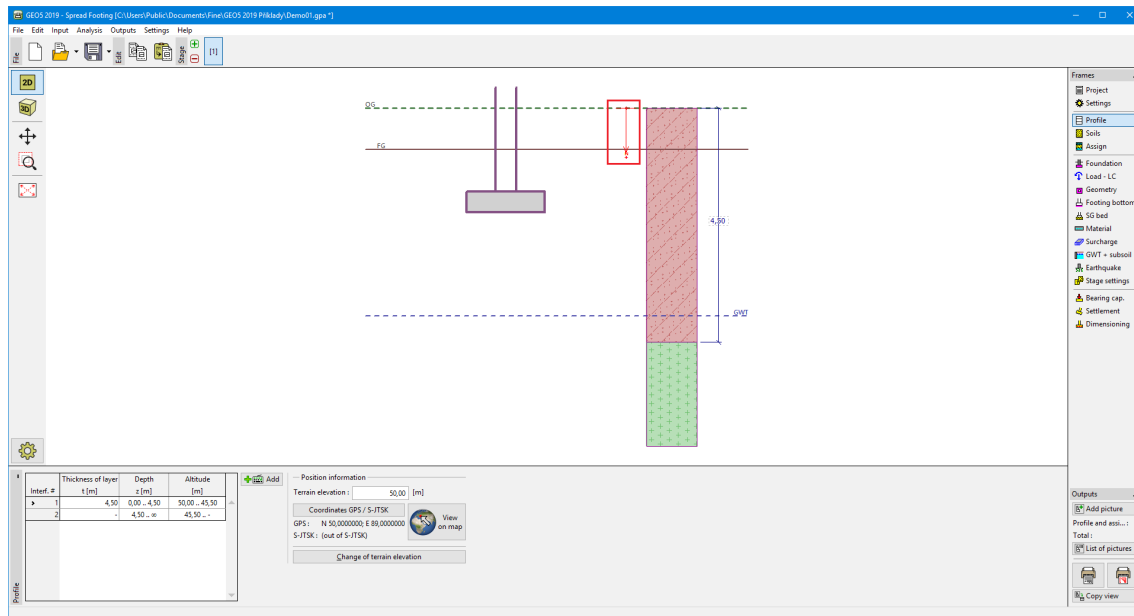 GEO5 2019 - Spread Footing [C:\Users\Public\Documents\Fine\GEO5 2019 Příklady\Demo01.gpa *]
File Edit Input Analysis Outputs Settings Help
File
Edit
Stage
[1]
2D
3D
OG
FG
4,50
GWT
Frames
Project
Settings
Profile
Soils
Assign
Foundation
Load - LC
Geometry
Footing bottom
SG bed
Material
Surcharge
GWT + subsoil
Earthquake
Stage settings
Bearing cap.
Settlement
Dimensioning
Profile
Interf. # Thickness of layer t [m] Depth z [m] Altitude [m]
1 4,50 0,00 .. 4,50 50,00 .. 45,50
2 - 4,50 .. ∞ 45,50 .. -
Add
Position information
Terrain elevation : 50,00 [m]
Coordinates GPS / S-JTSK
GPS : N 50,0000000; E 89,0000000
S-JTSK : (out of S-JTSK)
View on map
Change of terrain elevation
Outputs
Add picture
Profile and assi... :
Total :
List of pictures
Copy view